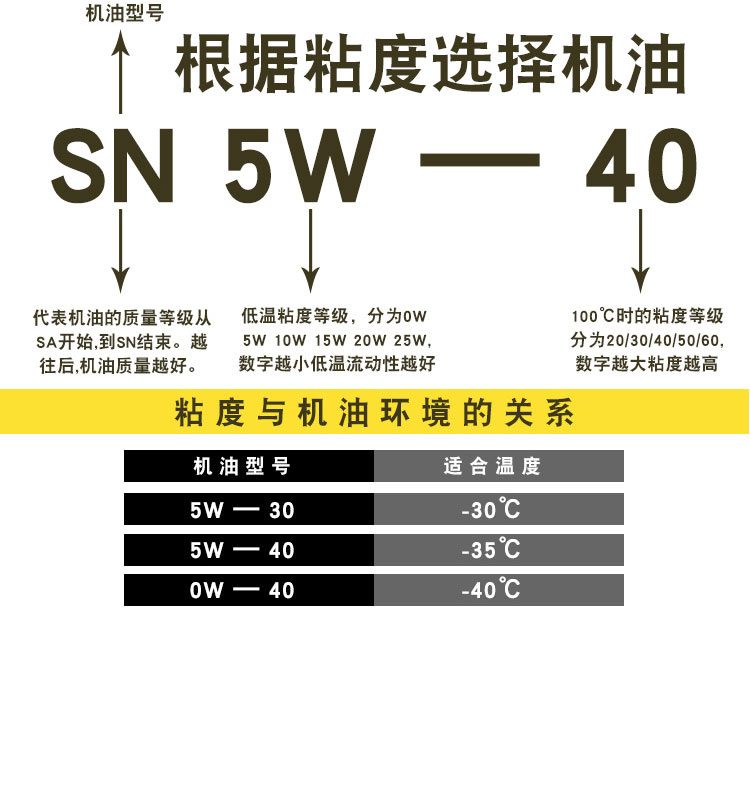 机油型号
根据粘度选择机油
SN 5W — 40
代表机油的质量等级从
SA开始,到SN结束。越
往后,机油质量越好。
低温粘度等级，分为0W
5W 10W 15W 20W 25W,
数字越小低温流动性越好
100℃时的粘度等级
分为20/30/40/50/60,
数字越大粘度越高
粘度与机油环境的关系
机油型号 适合温度
5W — 30 -30℃
5W — 40 -35℃
0W — 40 -40℃